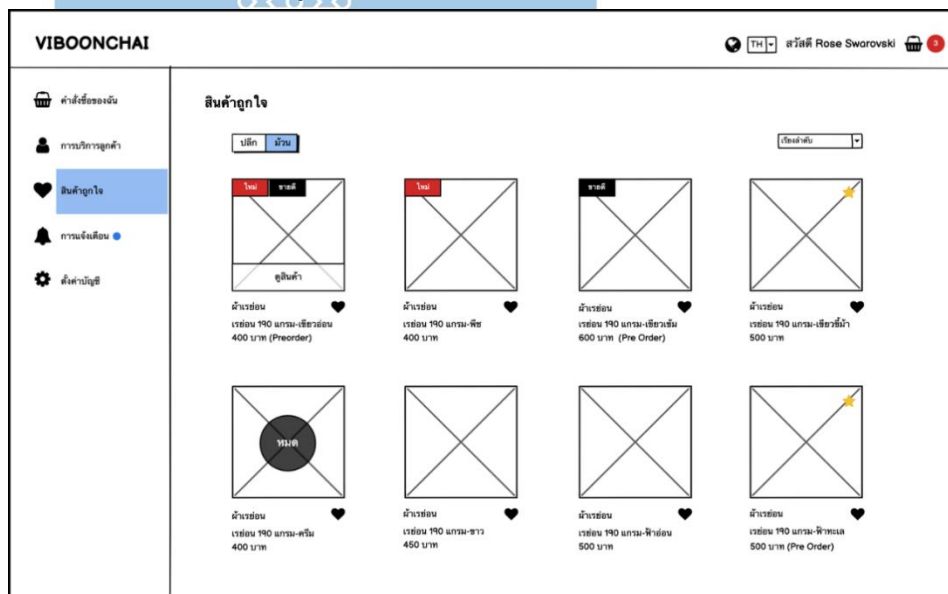 VIBOONCHAI
TH
สวัสดี Rose Swarovski
3
คำสั่งซื้อของฉัน
การบริการลูกค้า
สินค้าถูกใจ
การแจ้งเตือน
ตั้งค่าบัญชี
สินค้าถูกใจ
ปลีก
ม้วน
เรียงลำดับ
ใหม่
ขายดี
ใหม่
ขายดี
ดูสินค้า
ผ้าเรย่อน
เรย่อน 190 แกรม-เขียวอ่อน
400 บาท (Preorder)
ผ้าเรย่อน
เรย่อน 190 แกรม-พีช
400 บาท
ผ้าเรย่อน
เรย่อน 190 แกรม-เขียวเข้ม
600 บาท (Pre Order)
ผ้าเรย่อน
เรย่อน 190 แกรม-เขียวขี้ม้า
500 บาท
หมด
ผ้าเรย่อน
เรย่อน 190 แกรม-ครีม
400 บาท
ผ้าเรย่อน
เรย่อน 190 แกรม-ขาว
450 บาท
ผ้าเรย่อน
เรย่อน 190 แกรม-ฟ้าอ่อน
500 บาท
ผ้าเรย่อน
เรย่อน 190 แกรม-ฟ้าทะเล
500 บาท (Pre Order)